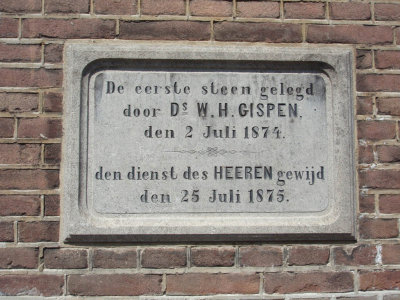 De eerste steen gelegd
door Ds W.H. GISPEN.
den 2 Juli 1874.
den dienst des HEEREN gewijd
den 25 Juli 1875.